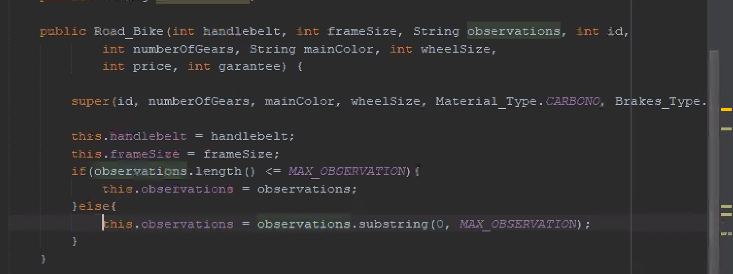 public Road_Bike(int handlebelt, int frameSize, String observations, int id,
int numberOfGears, String mainColor, int wheelSize,
int price, int garantee) {
super(id, numberOfGears, mainColor, wheelSize, Material_Type.CARBONO, Brakes_Type.
this.handlebelt = handlebelt;
this.frameSize = frameSize;
if(observations.length() <= MAX_OBSERVATION){
this.observations = observations;
}else{
this.observations = observations.substring(0, MAX_OBSERVATION);
}
}